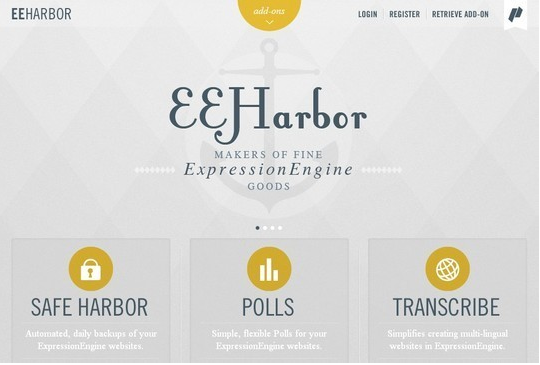 EEHARBOR
add-ons
LOGIN
REGISTER
RETRIEVE ADD-ON
EEHarbor
MAKERS OF FINE
ExpressionEngine
GOODS
SAFE HARBOR
POLLS
TRANSCRIBE
Automated, daily backups of your
ExpressionEngine websites.
Simple, flexible Polls for your
ExpressionEngine websites.
Simplifies creating multi-lingual
websites in ExpressionEngine.